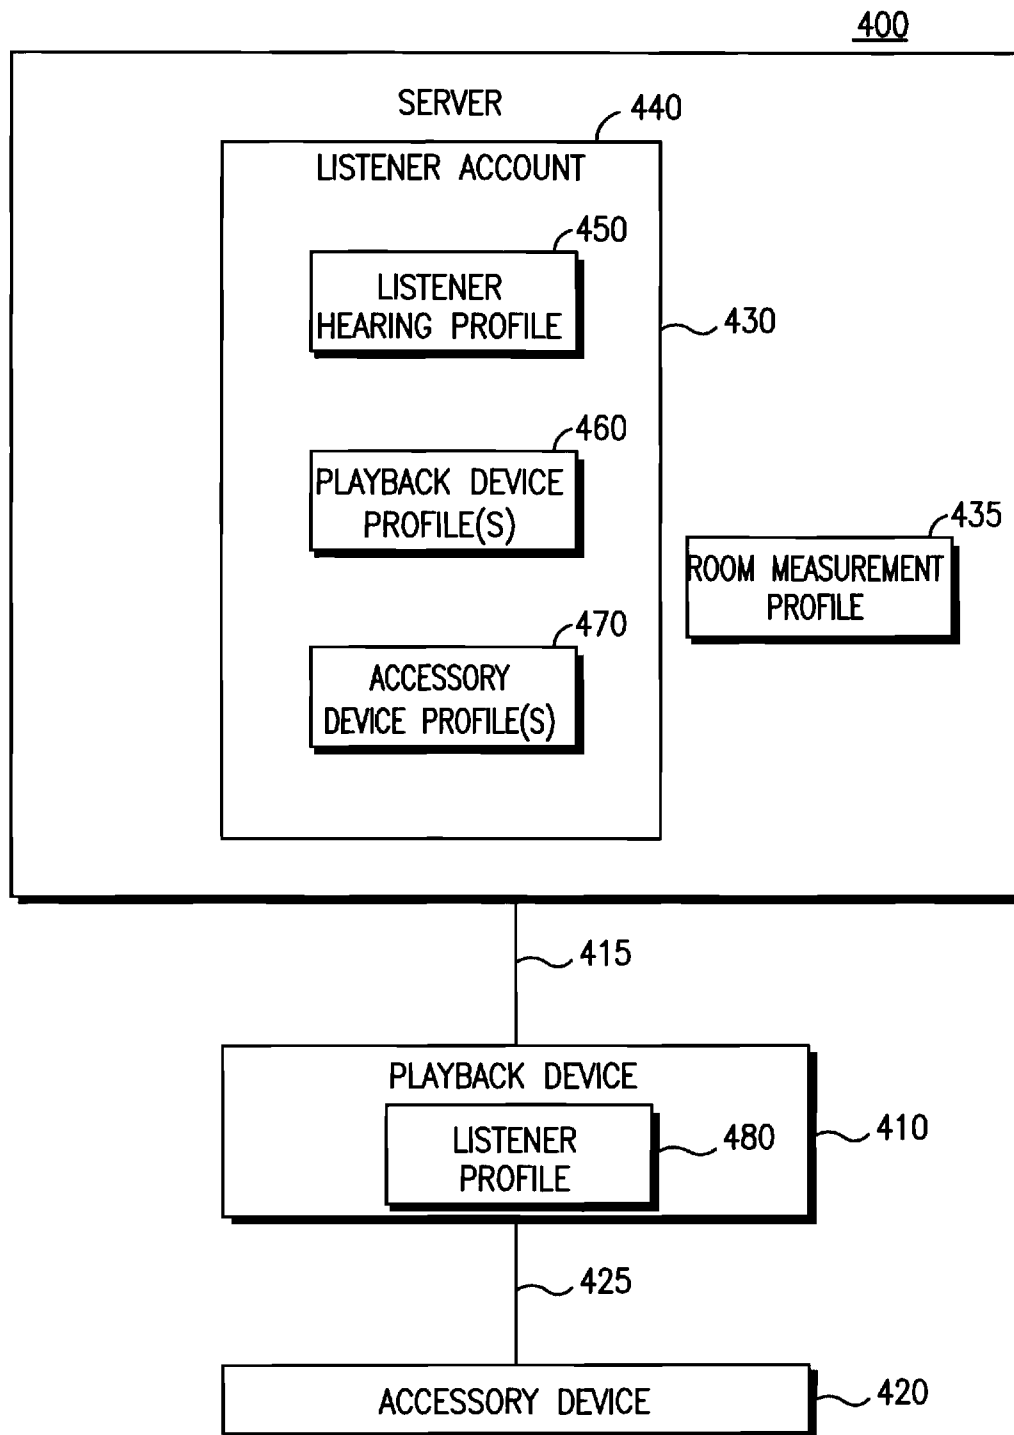 400
SERVER
440
LISTENER ACCOUNT
450
LISTENER
HEARING PROFILE
430
460
PLAYBACK DEVICE
PROFILE(S)
435
ROOM MEASUREMENT
PROFILE
470
ACCESSORY
DEVICE PROFILE(S)
415
PLAYBACK DEVICE
LISTENER
PROFILE
480
410
425
ACCESSORY DEVICE
420